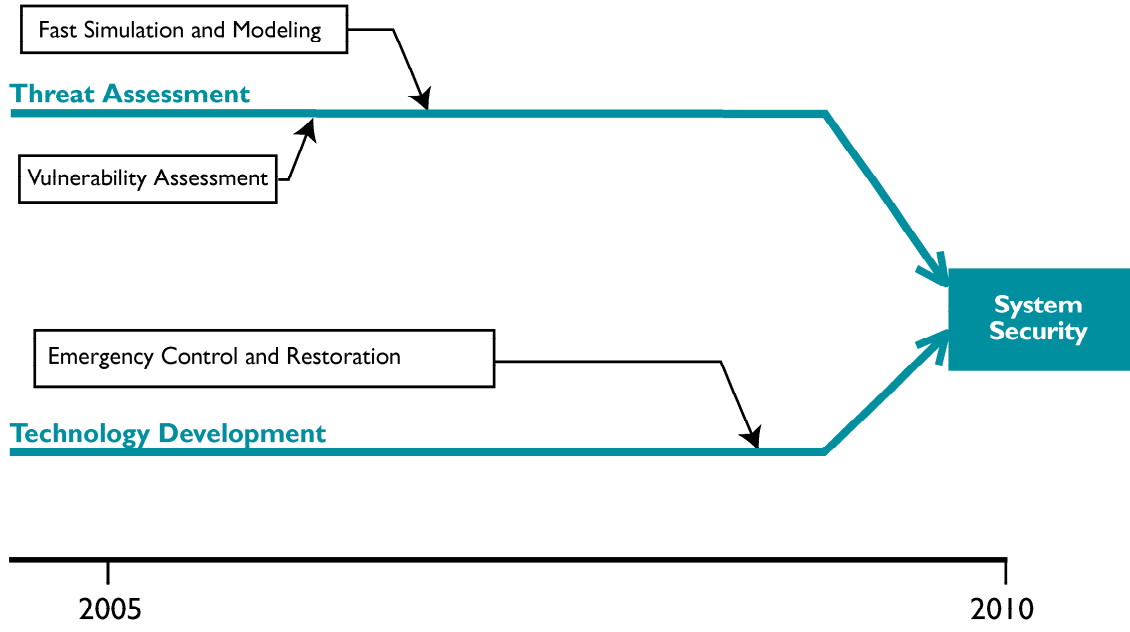 Fast Simulation and Modeling
Threat Assessment
Vulnerability Assessment
System
Security
Emergency Control and Restoration
Technology Development
2005
2010